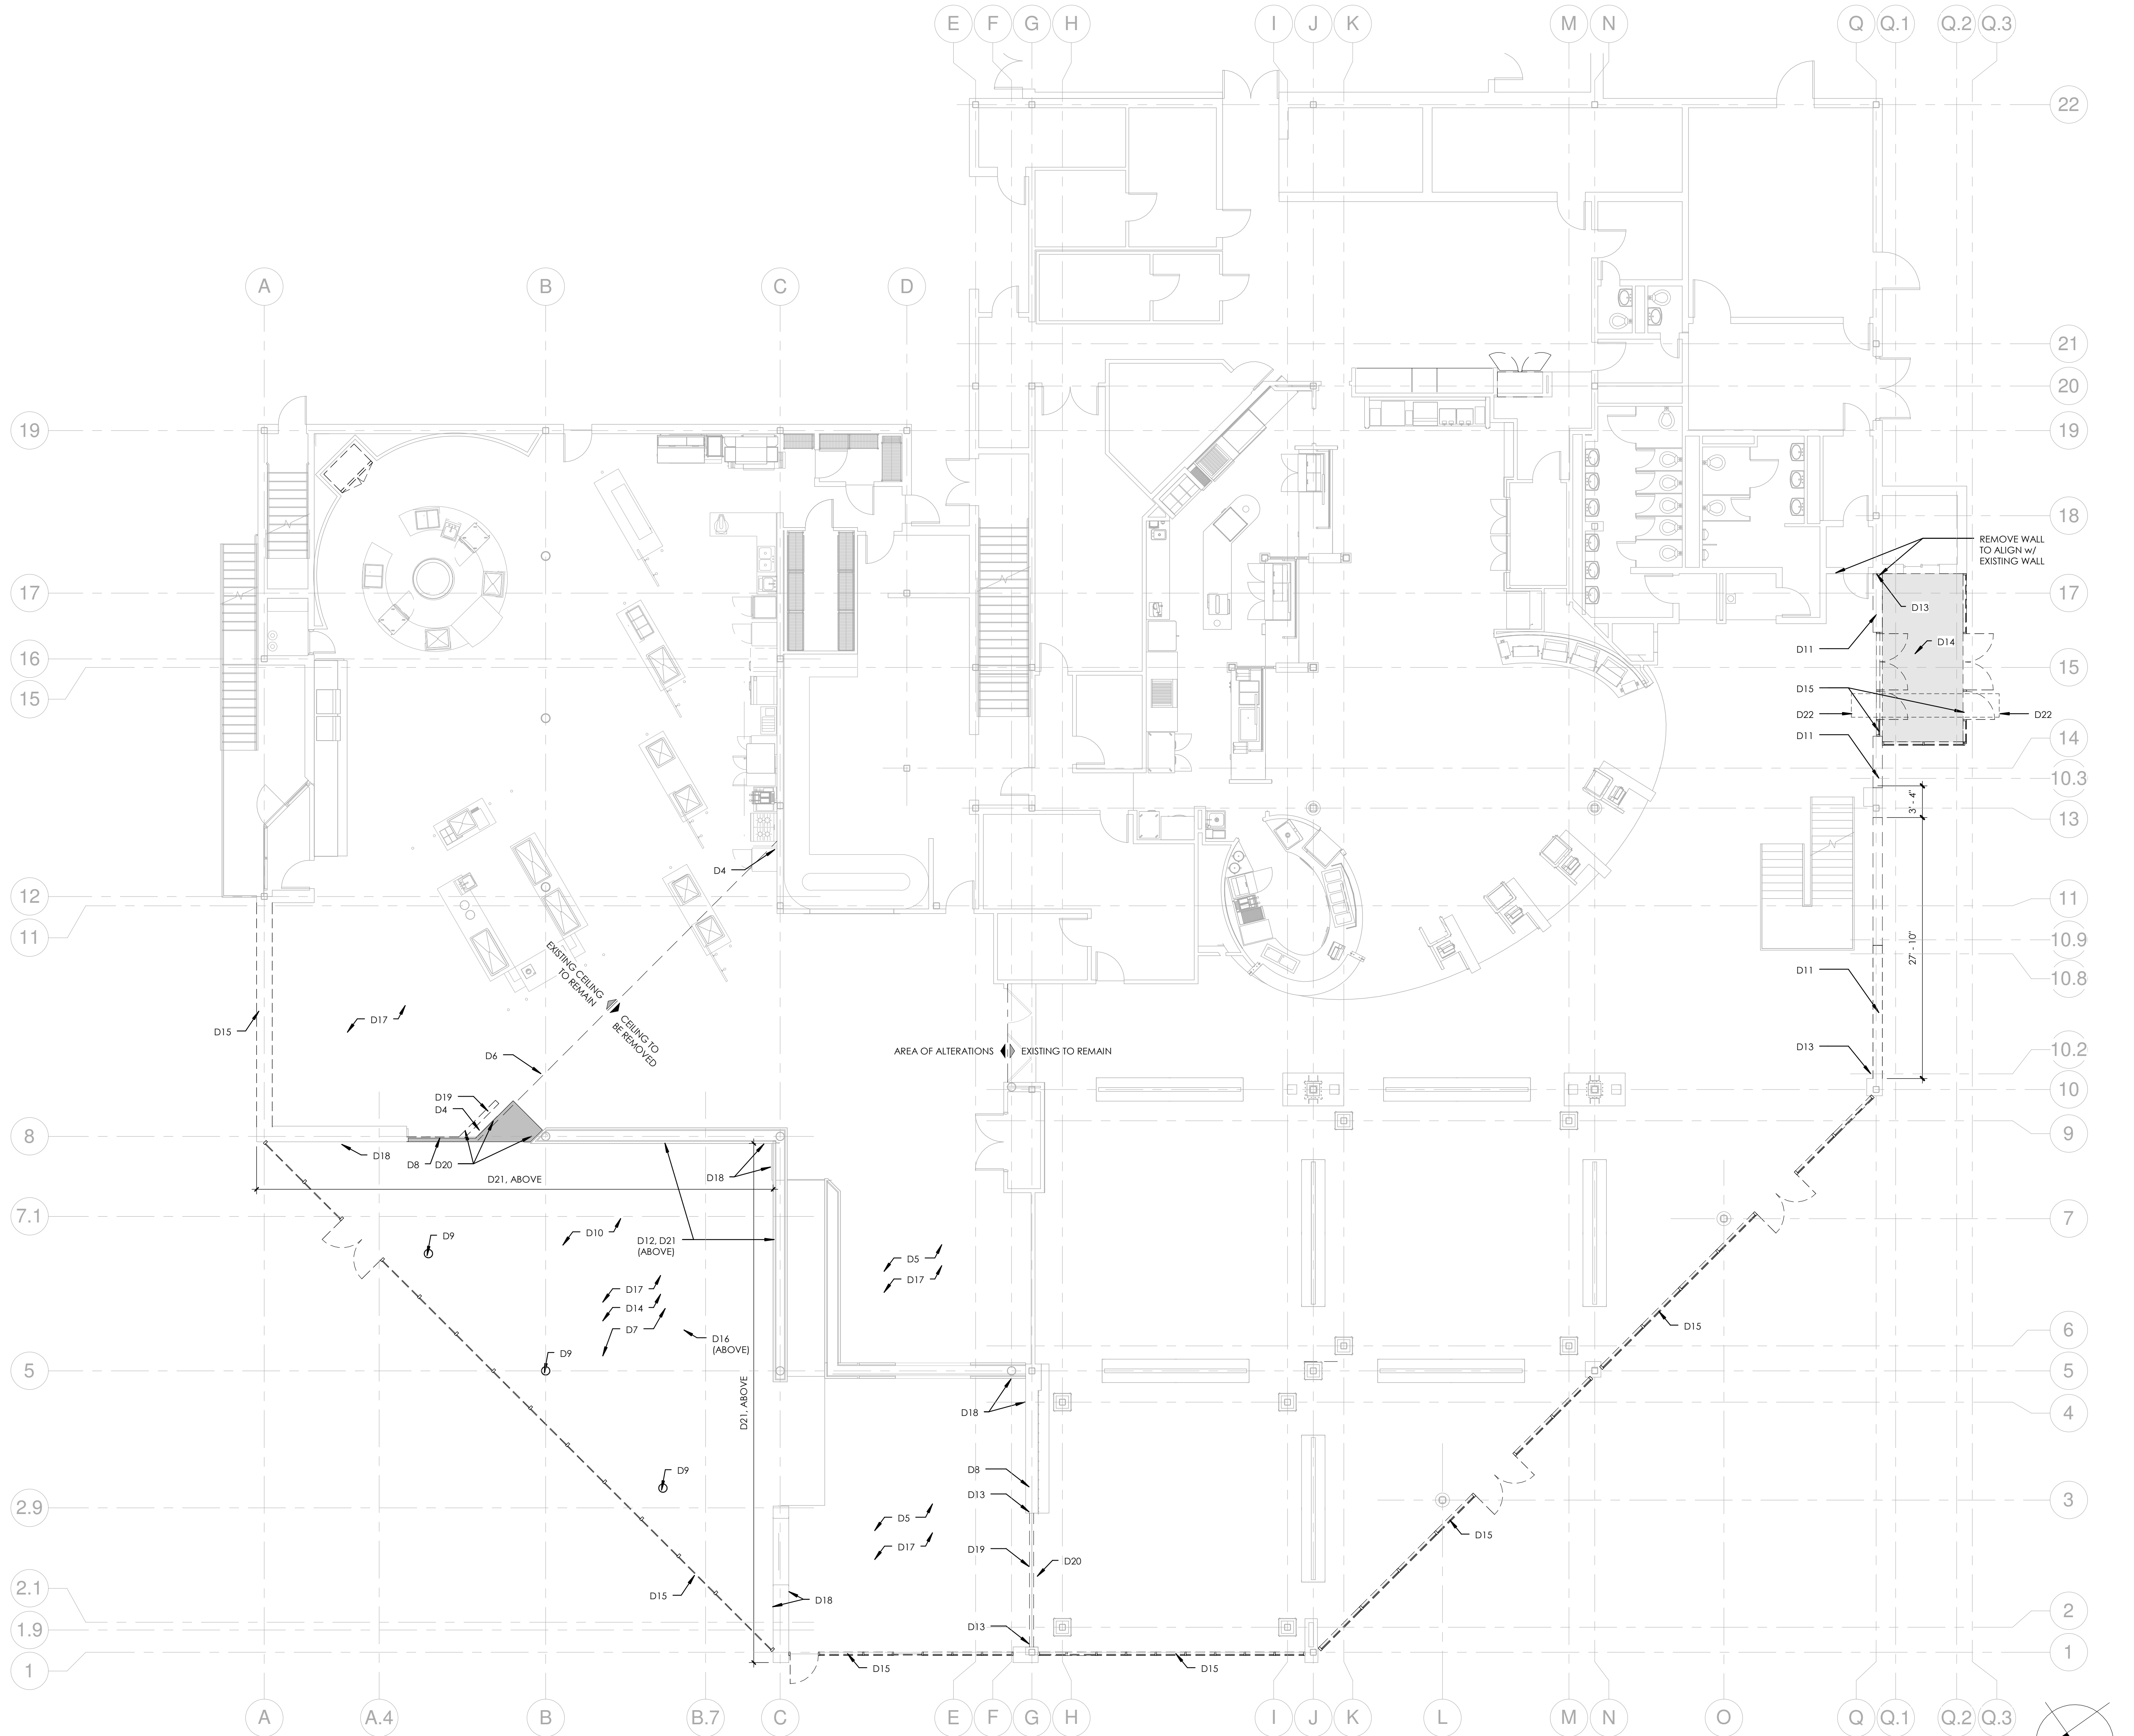 E F G H I J K M N Q Q.1 Q.2 Q.3
22
A B C D
21
20
19
19
18
REMOVE WALL
TO ALIGN w/
EXISTING WALL
17
17
D13
D11
D14
16
15
15
D15
D22
D22
D11
14
10.3
3' - 4"
13
D4
12
11
11
10.9
27' - 10"
10.8
EXISTING CEILING
TO REMAIN
CEILING TO
BE REMOVED
D11
D17
D15
AREA OF ALTERATIONS
EXISTING TO REMAIN
D6
D13
10.2
10
D19
D4
8
9
D18
D8
D20
D18
D21, ABOVE
7.1
7
D10
D9
D12, D21
(ABOVE)
D5
D17
D17
D14
D7
D16
(ABOVE)
D15
6
D9
5
5
D21, ABOVE
D18
4
D9
D8
D13
2.9
3
D5
D15
D17
D19
D20
2.1
D15
D18
2
1.9
D13
1
1
D15
D15
A A.4 B B.7 C E F G H I J K L M N O Q Q.1 Q.2 Q.3